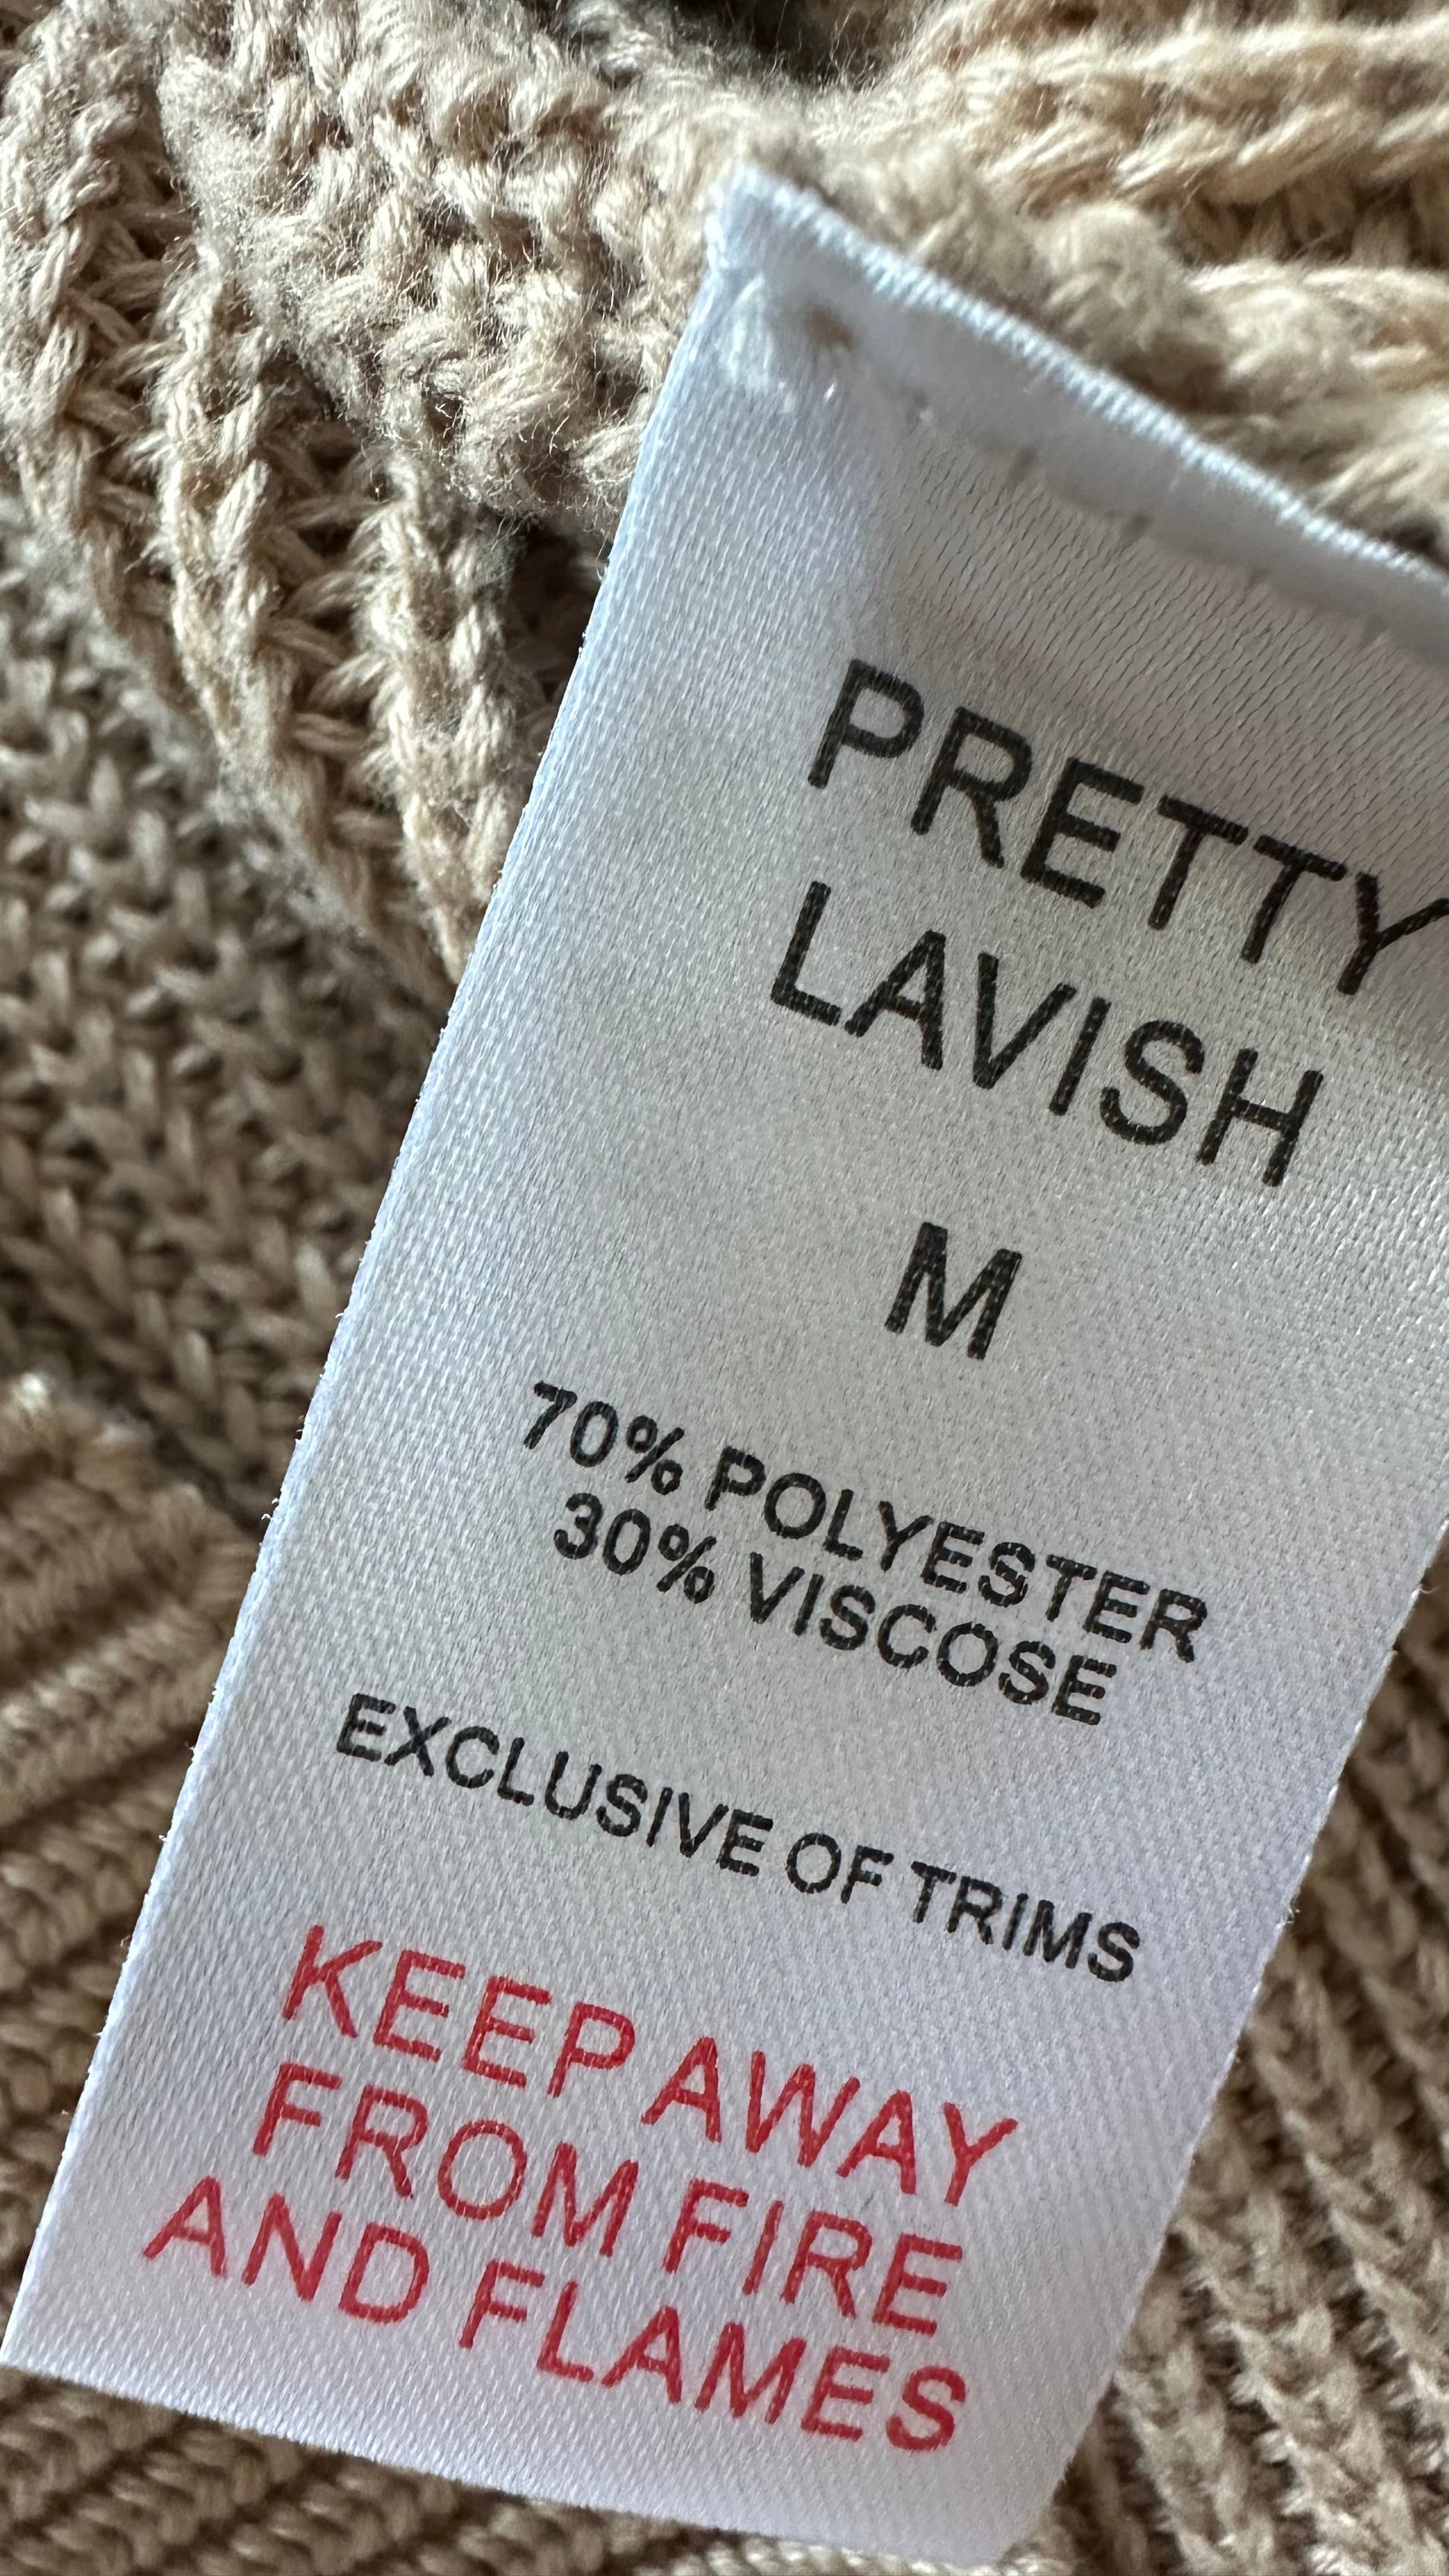 PRETTY
LAVISH
M
70% POLYESTER
30% VISCOSE
EXCLUSIVE OF TRIMS
KEEP AWAY
FROM FIRE
AND FLAMES